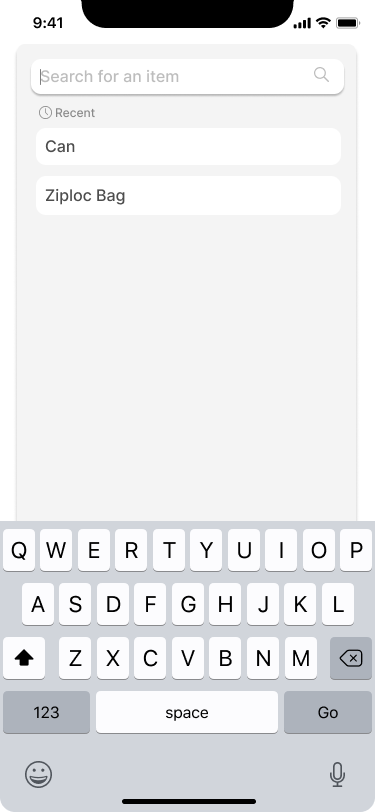 9:41
Search for an item
Recent
Can
Ziploc Bag
Q W E R T Y U I O P
A S D F G H J K L
Z X C V B N M
123 space Go